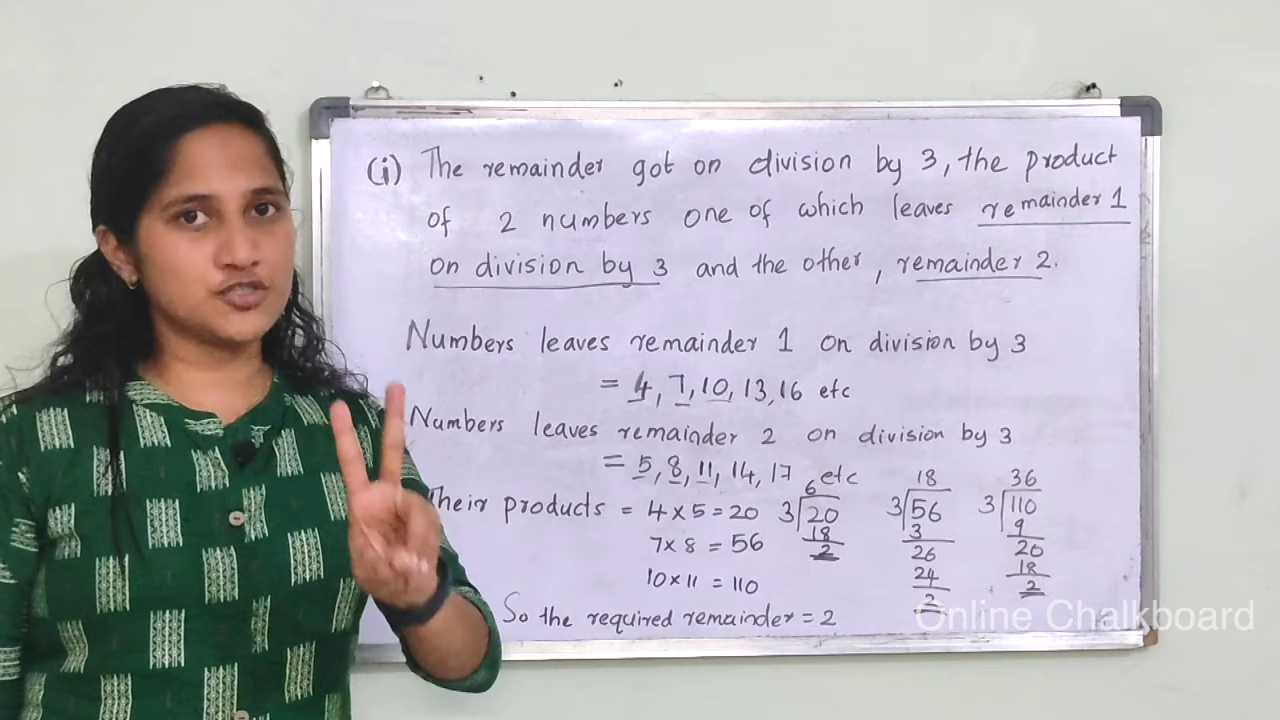 (i) The remainder got on division by 3, the product
of 2 numbers one of which leaves remainder 1
on division by 3 and the other, remainder 2.
Numbers leaves remainder 1 on division by 3
= 4, 7, 10, 13, 16 etc
Numbers leaves remainder 2 on division by 3
= 5, 8, 11, 14, 17 etc
Their products = 4 x 5 = 20
7 x 8 = 56
10 x 11 = 110
6
3 20
18
2
18
3 56
3
26
24
2
36
3 110
9
20
18
2
So the required remainder = 2
Online Chalkboard